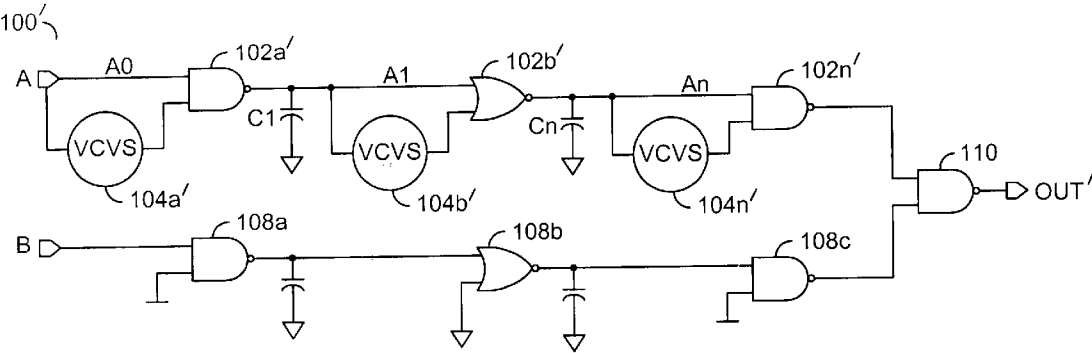 100′
102a′
102b′
102n′
A
A0
A1
An
C1
Cn
110
VCVS
VCVS
VCVS
OUT′
104a′
104b′
104n′
108a
108b
108c
B